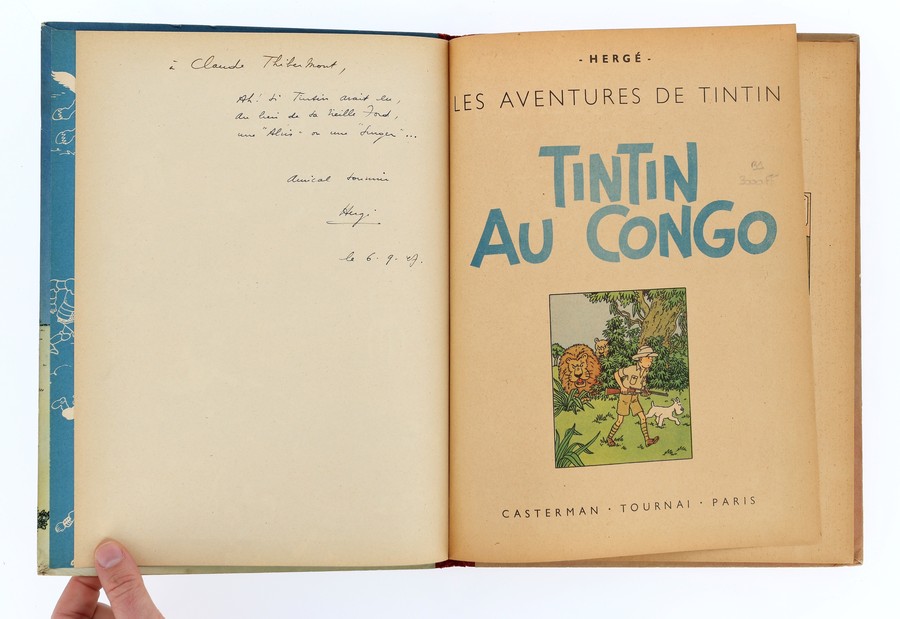 à Claude Thibermont,
Ah! si Tintin avait eu,
au lieu de sa vieille Ford,
une "Alvis" ou une "Singer"...
Amical souvenir
Hergé
le 6-9-47.
- HERGÉ -
LES AVENTURES DE TINTIN
TINTIN
AU CONGO
CASTERMAN · TOURNAI · PARIS